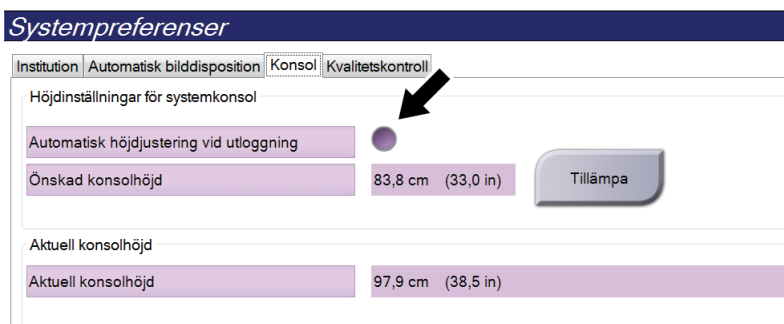 Systempreferenser
Institution Automatisk bilddisposition Konsol Kvalitetskontroll
Höjdinställningar för systemkonsol
Automatisk höjdjustering vid utloggning
Önskad konsolhöjd 83,8 cm (33,0 in) Tillämpa
Aktuell konsolhöjd
Aktuell konsolhöjd 97,9 cm (38,5 in)